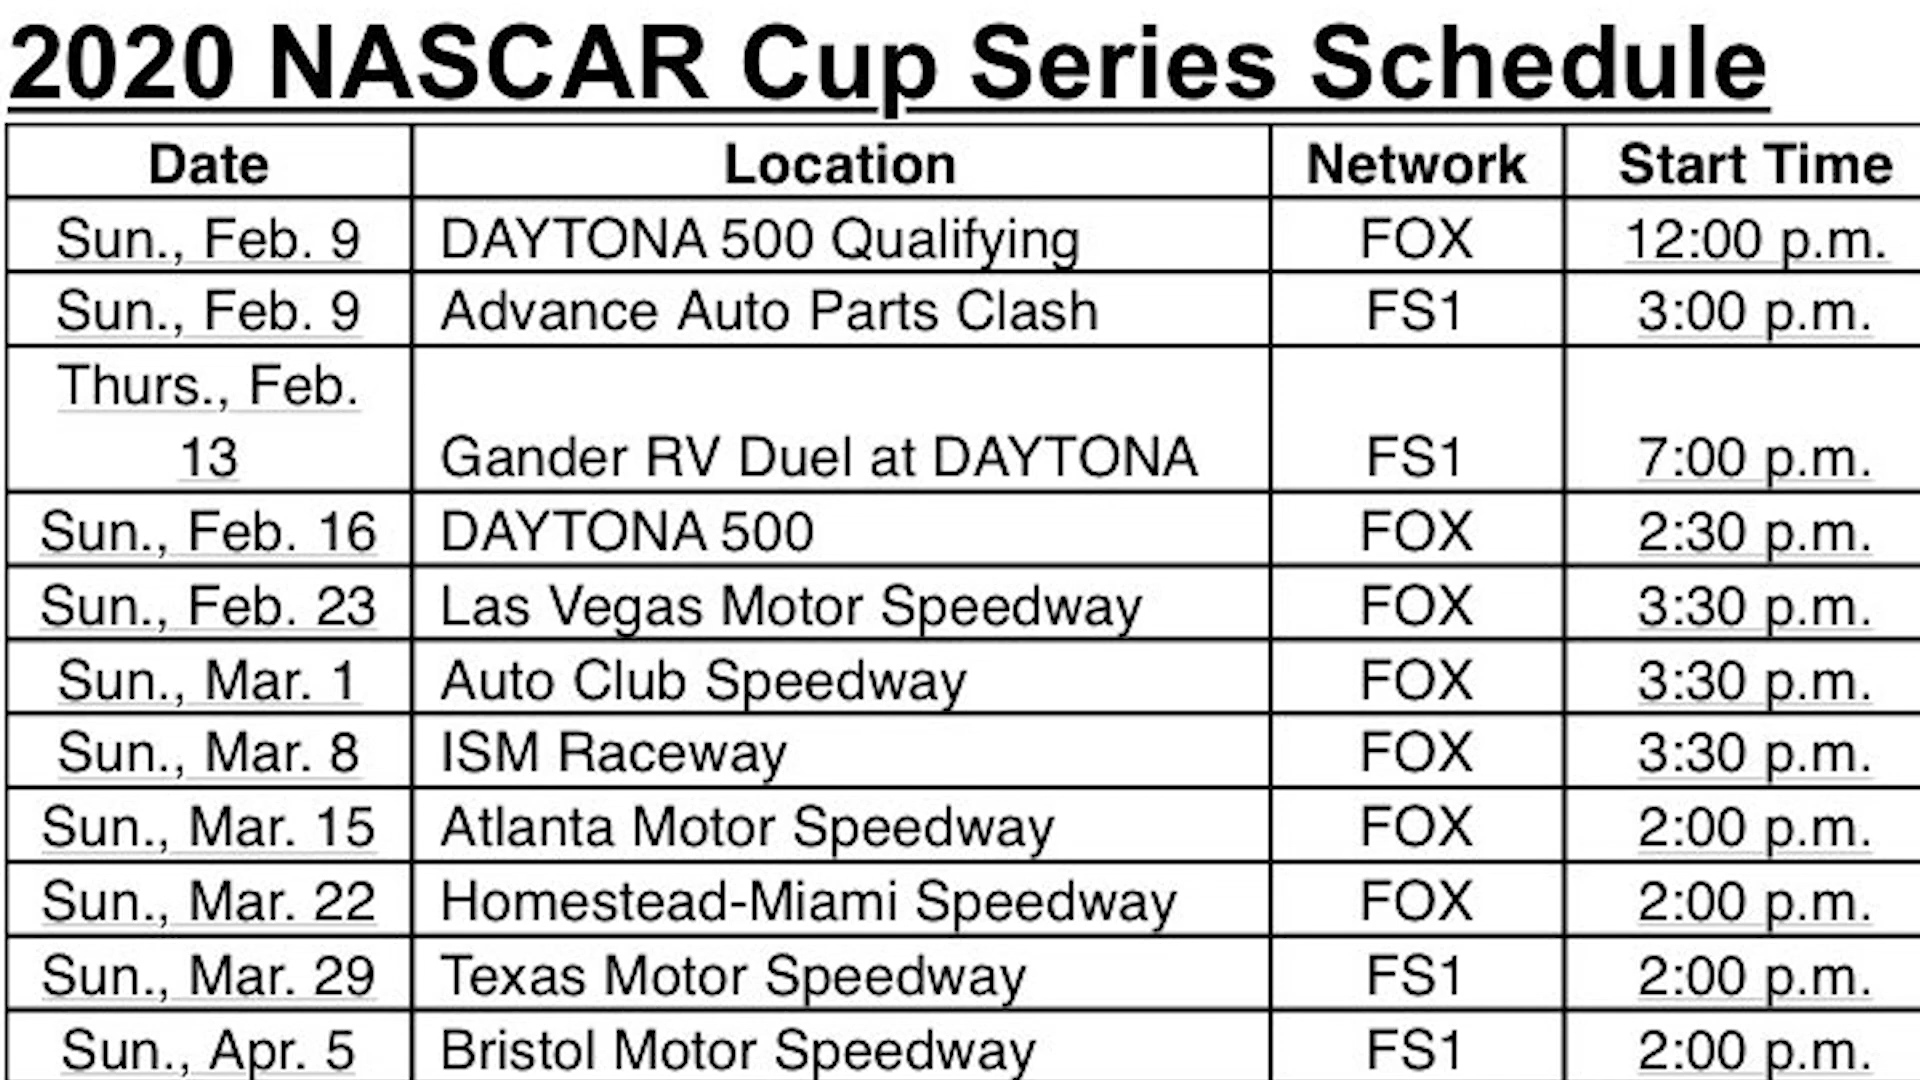 2020 NASCAR Cup Series Schedule
Date Location Network Start Time
Sun., Feb. 9 DAYTONA 500 Qualifying FOX 12:00 p.m.
Sun., Feb. 9 Advance Auto Parts Clash FS1 3:00 p.m.
Thurs., Feb.
13 Gander RV Duel at DAYTONA FS1 7:00 p.m.
Sun., Feb. 16 DAYTONA 500 FOX 2:30 p.m.
Sun., Feb. 23 Las Vegas Motor Speedway FOX 3:30 p.m.
Sun., Mar. 1 Auto Club Speedway FOX 3:30 p.m.
Sun., Mar. 8 ISM Raceway FOX 3:30 p.m.
Sun., Mar. 15 Atlanta Motor Speedway FOX 2:00 p.m.
Sun., Mar. 22 Homestead-Miami Speedway FOX 2:00 p.m.
Sun., Mar. 29 Texas Motor Speedway FS1 2:00 p.m.
Sun., Apr. 5 Bristol Motor Speedway FS1 2:00 p.m.